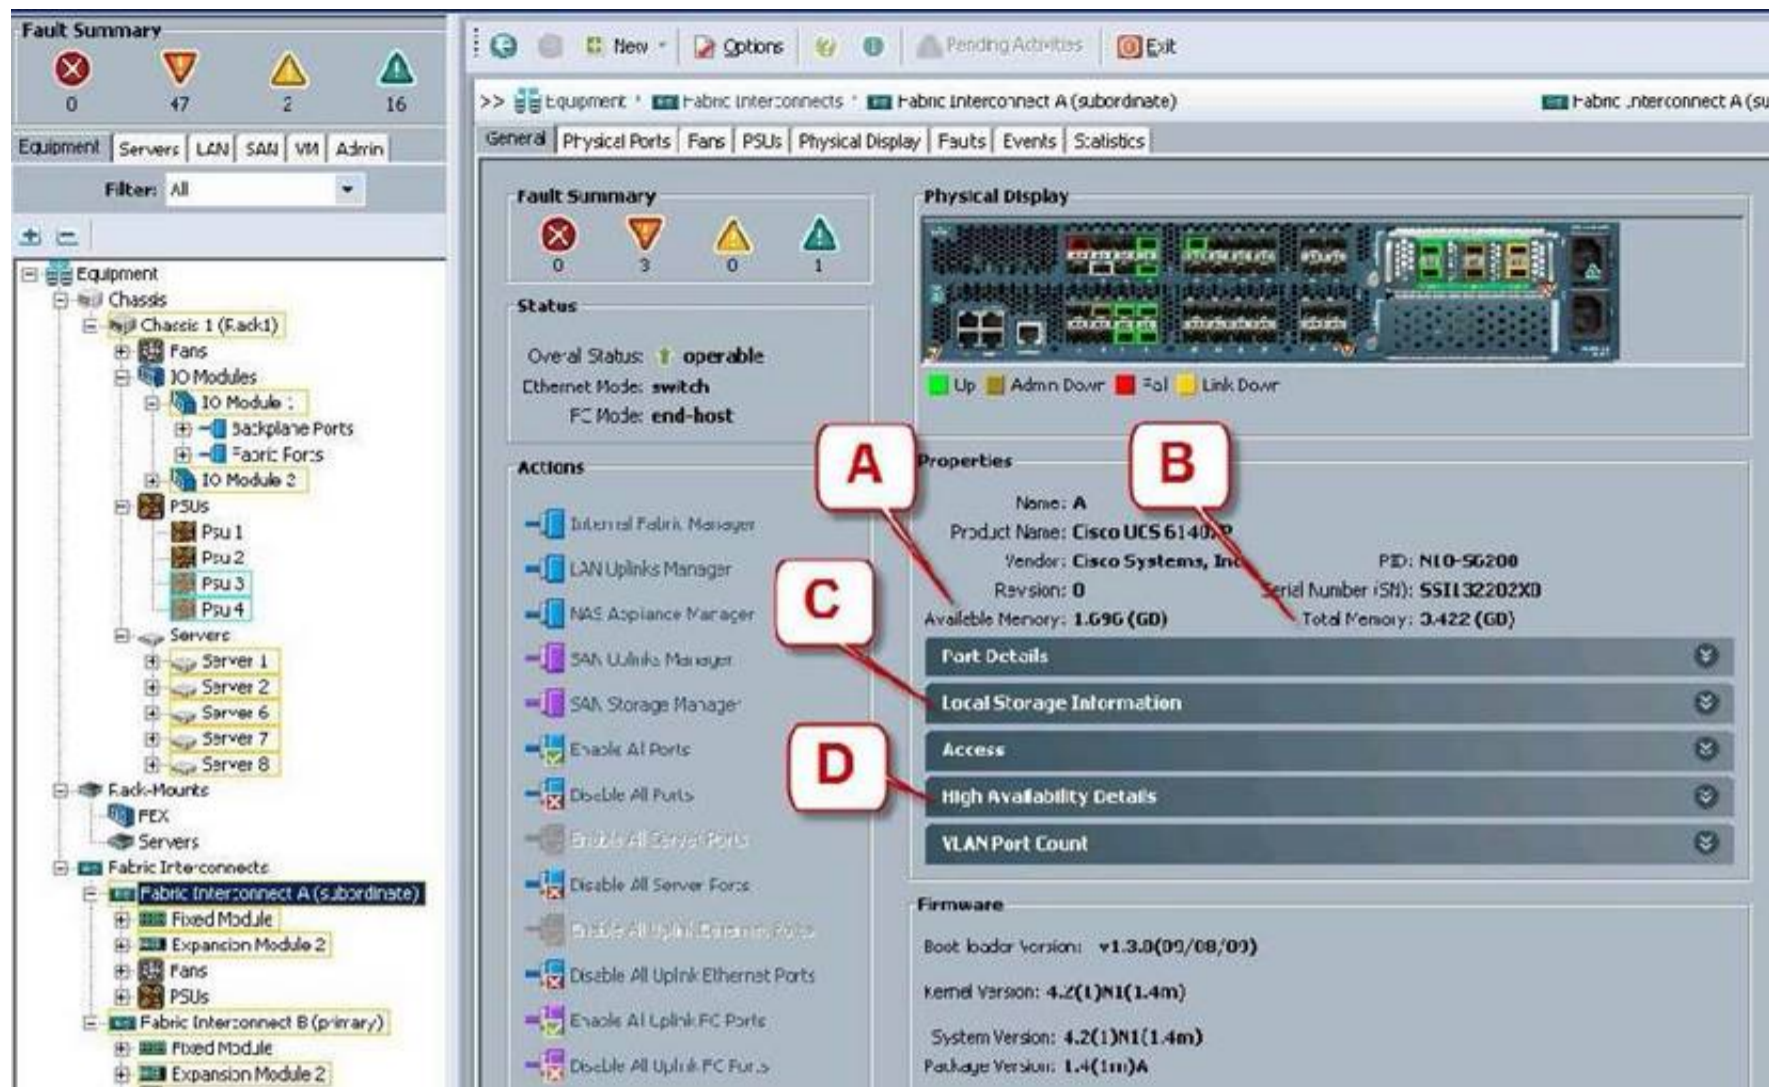 Fault Summary
0 47 2 16
Equipment Servers LAN SAN VM Admin
Filter: All
Equipment
Chassis
Chassis 1 (Rack1)
Fans
IO Modules
IO Module 1
Backplane Ports
Fabric Ports
IO Module 2
PSUs
Psu 1
Psu 2
Psu 3
Psu 4
Servers
Server 1
Server 2
Server 6
Server 7
Server 8
Rack-Mounts
FEX
Servers
Fabric Interconnects
Fabric Interconnect A (subordinate)
Fixed Module
Expansion Module 2
Fans
PSUs
Fabric Interconnect B (primary)
Fixed Module
Expansion Module 2
New Options Pending Activities Exit
>> Equipment Fabric Interconnects Fabric Interconnect A (subordinate) Fabric Interconnect A (su
General Physical Ports Fans PSUs Physical Display Faults Events Statistics
Fault Summary
0 3 0 1
Status
Overall Status: operable
Ethernet Mode: switch
FC Mode: end-host
Actions
Internal Fabric Manager
LAN Uplinks Manager
NAS Appliance Manager
SAN Uplinks Manager
SAN Storage Manager
Enable All Ports
Disable All Ports
Enable All Server Ports
Disable All Server Ports
Enable All Uplink Ethernet Ports
Disable All Uplink Ethernet Ports
Enable All Uplink FC Ports
Disable All Uplink FC Ports
Physical Display
Up Admin Down Fail Link Down
A
B
C
D
Properties
Name: A
Product Name: Cisco UCS 6140XP
Vendor: Cisco Systems, Inc PID: N10-S6200
Revision: 0 Serial Number (SN): SSI132202X0
Available Memory: 1.696 (GB) Total Memory: 3.422 (GB)
Part Details
Local Storage Information
Access
High Availability Details
VLAN Port Count
Firmware
Boot-loader Version: v1.3.0(09/08/09)
Kernel Version: 4.2(1)N1(1.4m)
System Version: 4.2(1)N1(1.4m)
Package Version: 1.4(1m)A